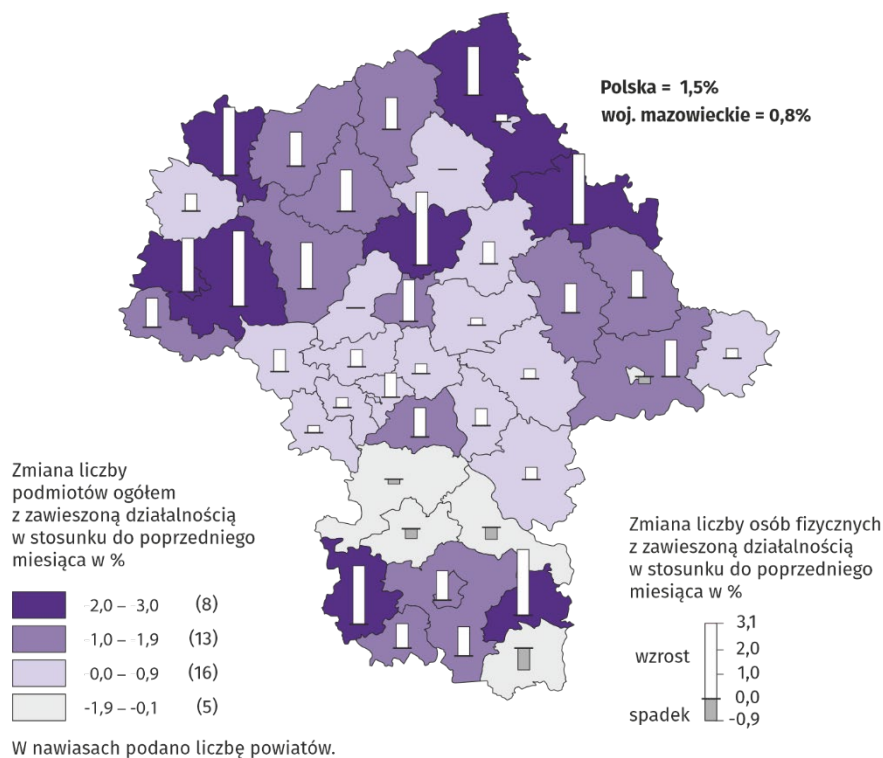 Polska = 1,5%
woj. mazowieckie = 0,8%
Zmiana liczby
podmiotów ogółem
z zawieszoną działalnością
w stosunku do poprzedniego
miesiąca w %
2,0 – 3,0 (8)
1,0 – 1,9 (13)
0,0 – 0,9 (16)
-1,9 – -0,1 (5)
W nawiasach podano liczbę powiatów.
Zmiana liczby osób fizycznych
z zawieszoną działalnością
w stosunku do poprzedniego
miesiąca w %
3,1
wzrost
2,0
1,0
0,0
spadek
-0,9